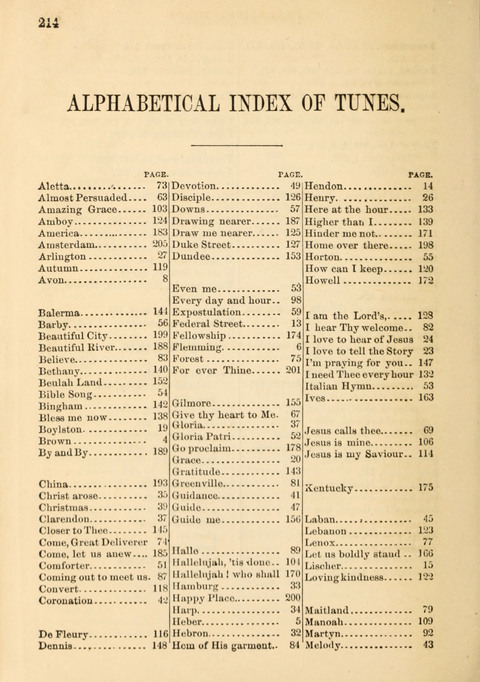 214
ALPHABETICAL INDEX OF TUNES.
PAGE.
Aletta................ 73
Almost Persuaded.... 63
Amazing Grace...... 103
Amboy............... 124
America............. 183
Amsterdam........... 205
Arlington........... 27
Autumn.............. 119
Avon................ 8
Balerma............. 144
Barby............... 56
Beautiful City...... 199
Beautiful River..... 188
Believe............. 83
Bethany............. 140
Beulah Land......... 152
Bible Song.......... 54
Bingham............. 142
Bless me now........ 138
Boylston............ 19
Brown............... 4
By and By........... 189
China............... 193
Christ arose........ 35
Christmas........... 39
Clarendon........... 37
Closer to Thee...... 145
Come, Great Deliverer 74
Come, let us anew.... 185
Comforter........... 51
Coming out to meet us. 87
Convert............. 118
Coronation.......... 42
De Fleury........... 116
Dennis.............. 148
PAGE.
Devotion............ 49
Disciple............ 126
Downs............... 57
Drawing nearer...... 187
Draw me nearer...... 125
Duke Street......... 127
Dundee.............. 153
Even me............. 53
Every day and hour.. 98
Expostulation....... 59
Federal Street...... 13
Fellowship.......... 174
Flemming............ 6
Forest.............. 75
For ever Thine...... 201
Gilmore............. 155
Give thy heart to Me. 67
Gloria.............. 37
Gloria Patri........ 52
Go proclaim......... 178
Grace............... 20
Gratitude........... 143
Greenville.......... 81
Guidance............ 41
Guide............... 47
Guide me............ 156
Halle............... 89
Hallelujah, 'tis done.. 104
Hallelujah! who shall 170
Hamburg............. 33
Happy Place......... 200
Harp................ 34
Heber............... 5
Hebron.............. 32
Hem of His garment.. 84
PAGE.
Hendon.............. 14
Henry............... 26
Here at the hour.... 133
Higher than I....... 139
Hinder me not....... 171
Home over there..... 198
Horton.............. 55
How can I keep...... 120
Howell.............. 172
I am the Lord's,.... 128
I hear Thy welcome.. 82
I love to hear of Jesus 24
I love to tell the Story 23
I'm praying for you.. 147
I need Thee every hour 132
Italian Hymn........ 53
Ives................ 163
Jesus calls thee.... 69
Jesus is mine....... 106
Jesus is my Saviour.. 114
Kentucky............ 175
Laban............... 45
Lebanon............. 123
Lenox............... 77
Let us boldly stand.. 166
Lischer............. 15
Loving kindness..... 122
Maitland............ 79
Manoah.............. 109
Martyn.............. 92
Melody.............. 43